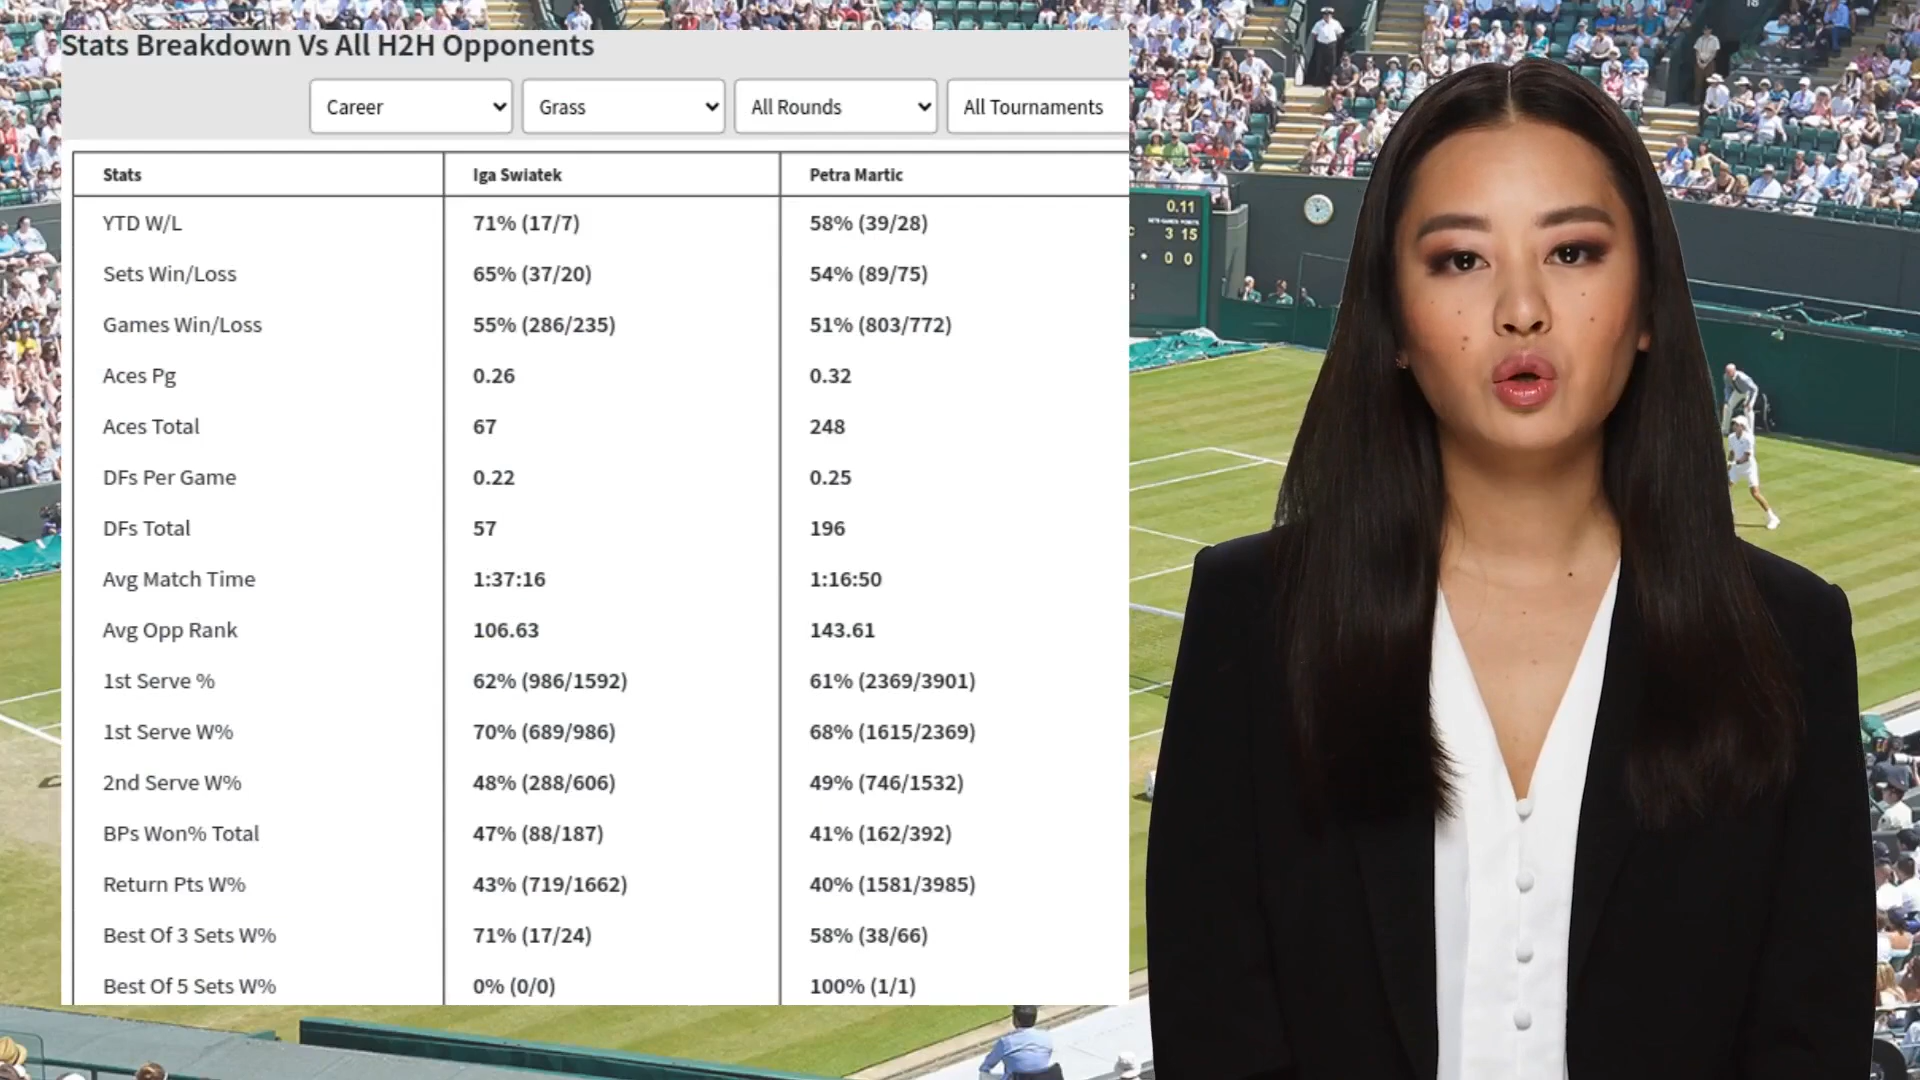 18
Stats Breakdown Vs All H2H Opponents
Career Grass All Rounds All Tournaments
Stats Iga Swiatek Petra Martic
YTD W/L 71% (17/7) 58% (39/28)
Sets Win/Loss 65% (37/20) 54% (89/75)
Games Win/Loss 55% (286/235) 51% (803/772)
Aces Pg 0.26 0.32
Aces Total 67 248
DFs Per Game 0.22 0.25
DFs Total 57 196
Avg Match Time 1:37:16 1:16:50
Avg Opp Rank 106.63 143.61
1st Serve % 62% (986/1592) 61% (2369/3901)
1st Serve W% 70% (689/986) 68% (1615/2369)
2nd Serve W% 48% (288/606) 49% (746/1532)
BPs Won% Total 47% (88/187) 41% (162/392)
Return Pts W% 43% (719/1662) 40% (1581/3985)
Best Of 3 Sets W% 71% (17/24) 58% (38/66)
Best Of 5 Sets W% 0% (0/0) 100% (1/1)
0.11
SETS GAMES POINTS
3 15
0 0